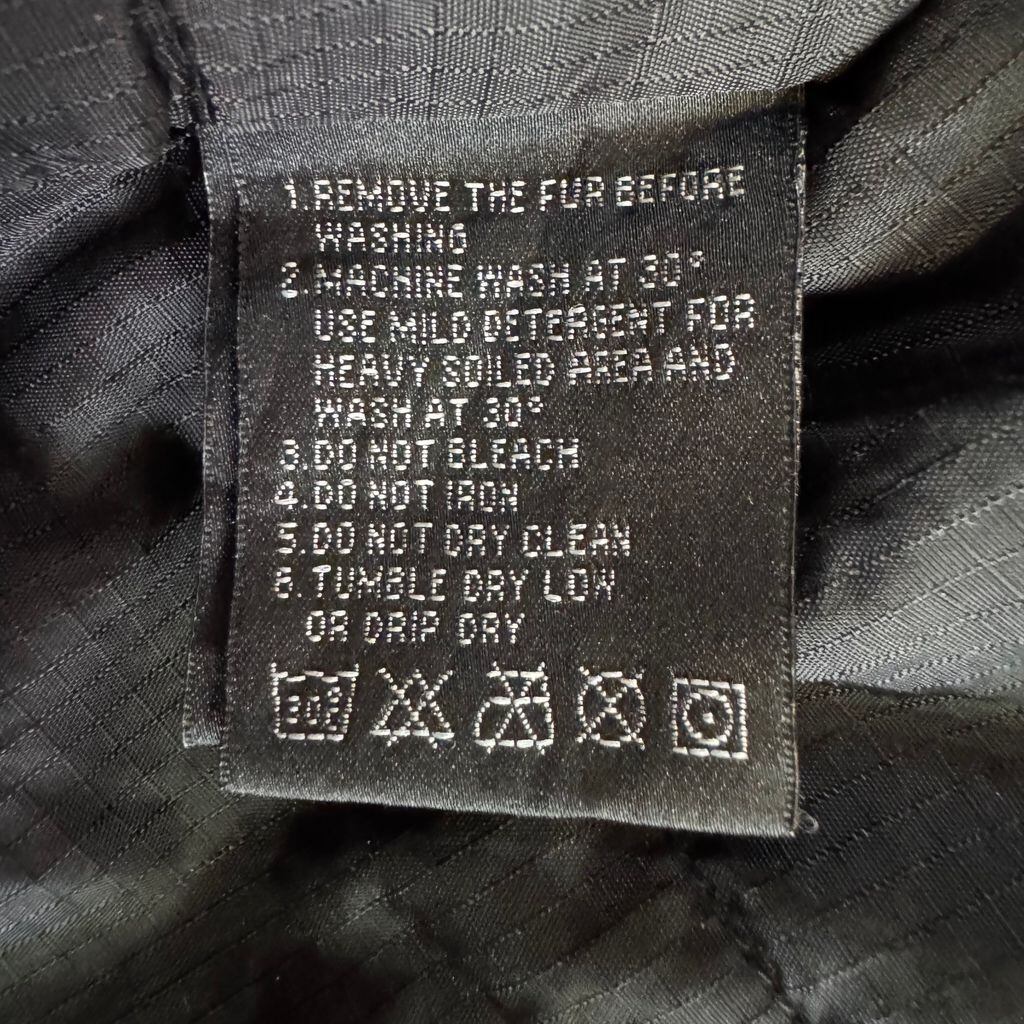 1.REMOVE THE FUR BEFORE
WASHING
2.MACHINE WASH AT 30°
USE MILD DETERGENT FOR
HEAVY SOILED AREA AND
WASH AT 30°
3.DO NOT BLEACH
4.DO NOT IRON
5.DO NOT DRY CLEAN
6.TUMBLE DRY LOW
OR DRIP DRY
30°